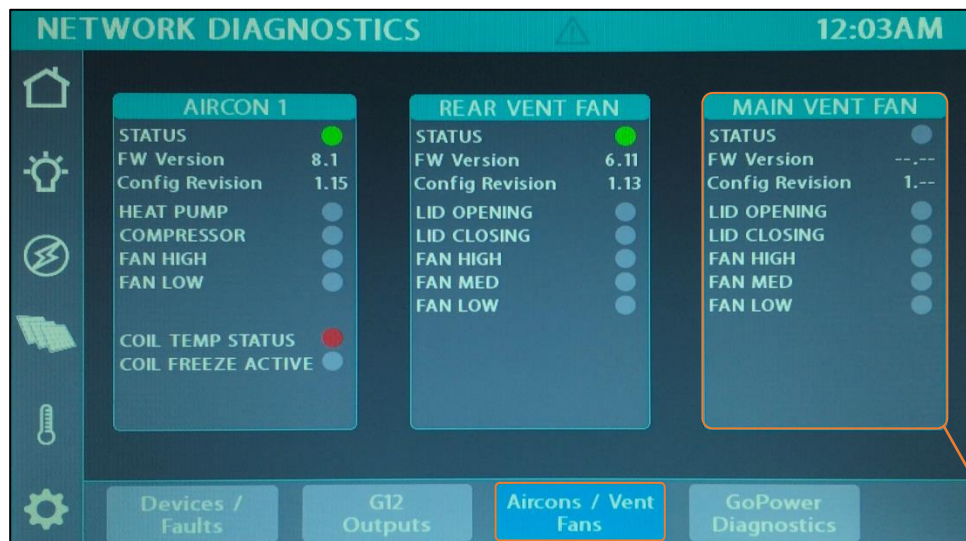 NETWORK DIAGNOSTICS
12:03AM
AIRCON 1
STATUS
FW Version 8.1
Config Revision 1.15
HEAT PUMP
COMPRESSOR
FAN HIGH
FAN LOW
COIL TEMP STATUS
COIL FREEZE ACTIVE
REAR VENT FAN
STATUS
FW Version 6.11
Config Revision 1.13
LID OPENING
LID CLOSING
FAN HIGH
FAN MED
FAN LOW
MAIN VENT FAN
STATUS
FW Version --.--
Config Revision 1.--
LID OPENING
LID CLOSING
FAN HIGH
FAN MED
FAN LOW
Devices /
Faults
G12
Outputs
Aircons / Vent
Fans
GoPower
Diagnostics